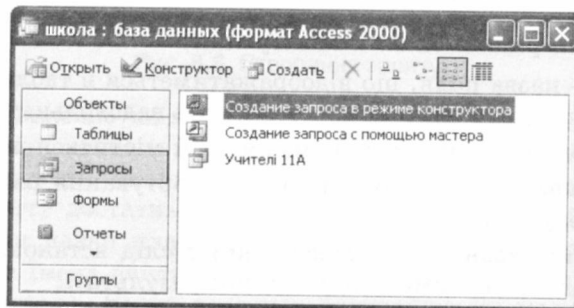 школа : база данных (формат Access 2000)
Открыть Конструктор Создать
Объекты
Таблицы
Запросы
Формы
Отчеты
Группы
Создание запроса в режиме конструктора
Создание запроса с помощью мастера
Учителі 11А